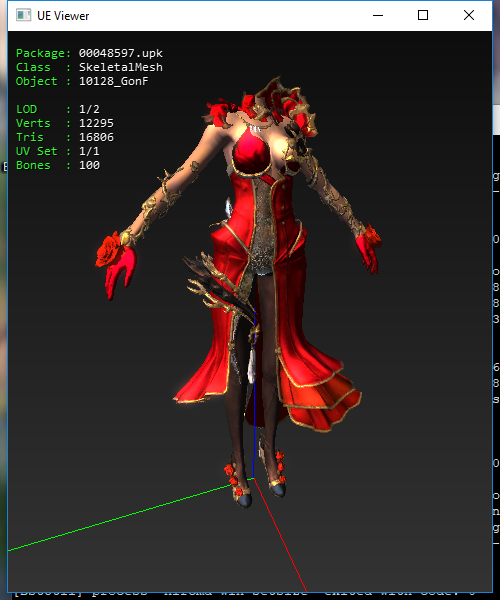 UE Viewer
Package: 00048597.upk
Class  : SkeletalMesh
Object : 10128_GonF
LOD    : 1/2
Verts  : 12295
Tris   : 16806
UV Set : 1/1
Bones  : 100